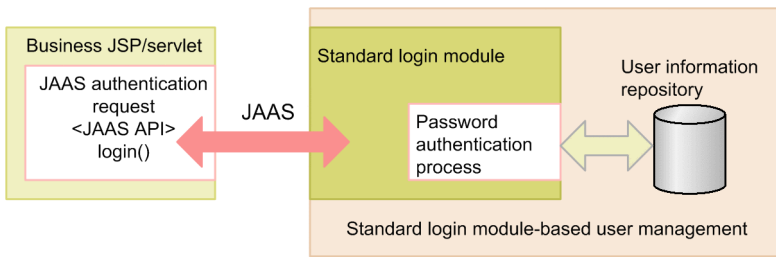 Business JSP/servlet
JAAS authentication
request
<JAAS API>
login()
JAAS
Standard login module
Password
authentication
process
User information
repository
Standard login module-based user management